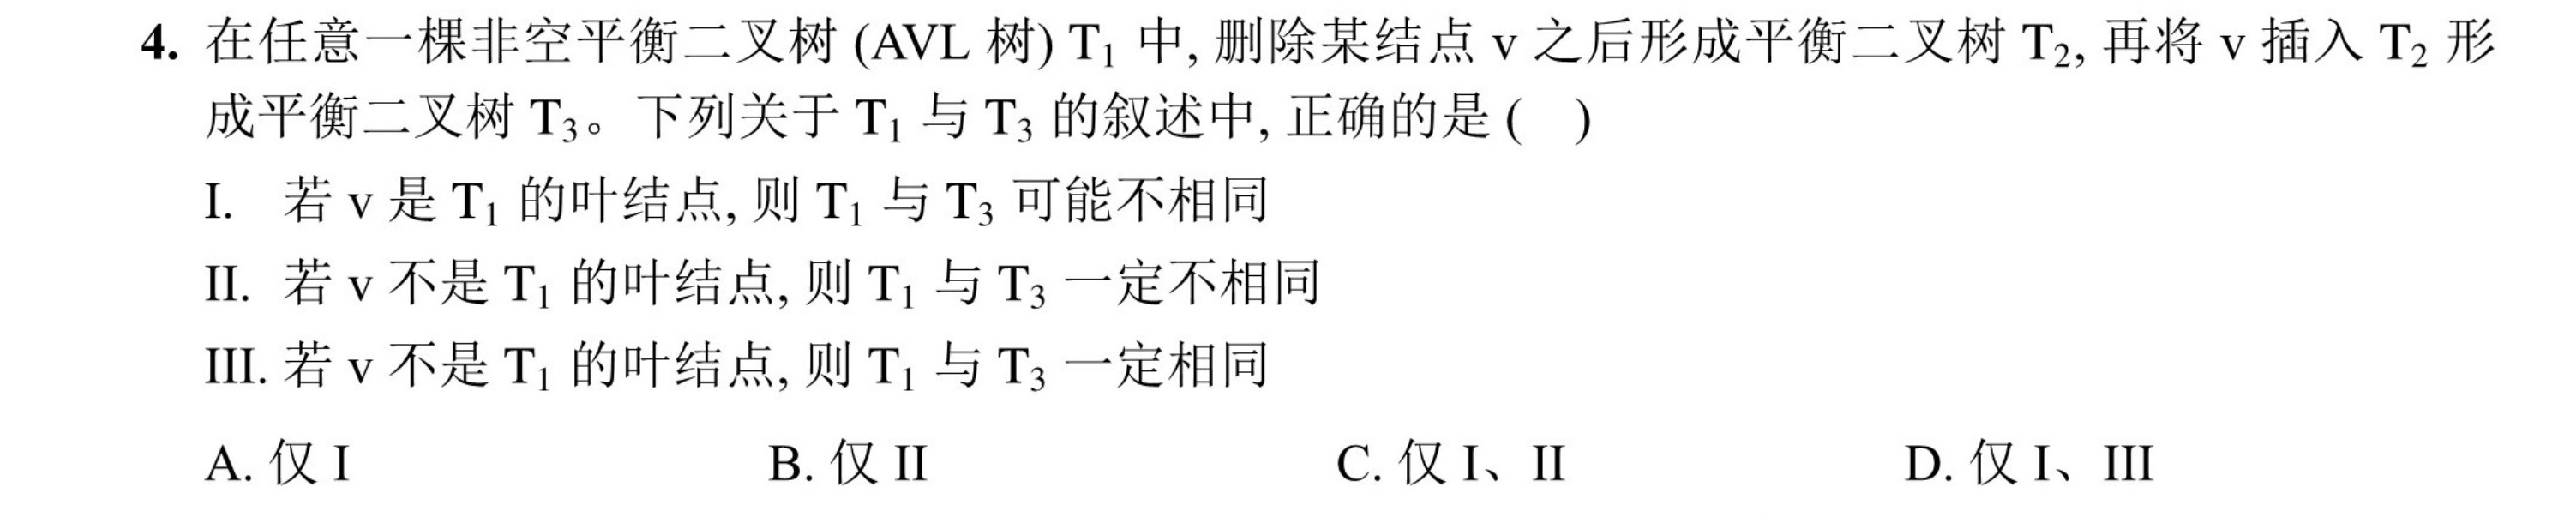 4. 在任意一棵非空平衡二叉树 (AVL 树) T₁ 中, 删除某结点 v 之后形成平衡二叉树 T₂, 再将 v 插入 T₂ 形
成平衡二叉树 T₃。下列关于 T₁ 与 T₃ 的叙述中, 正确的是 ( )
I. 若 v 是 T₁ 的叶结点, 则 T₁ 与 T₃ 可能不相同
II. 若 v 不是 T₁ 的叶结点, 则 T₁ 与 T₃ 一定不相同
III. 若 v 不是 T₁ 的叶结点, 则 T₁ 与 T₃ 一定相同
A. 仅 I B. 仅 II C. 仅 I、II D. 仅 I、III